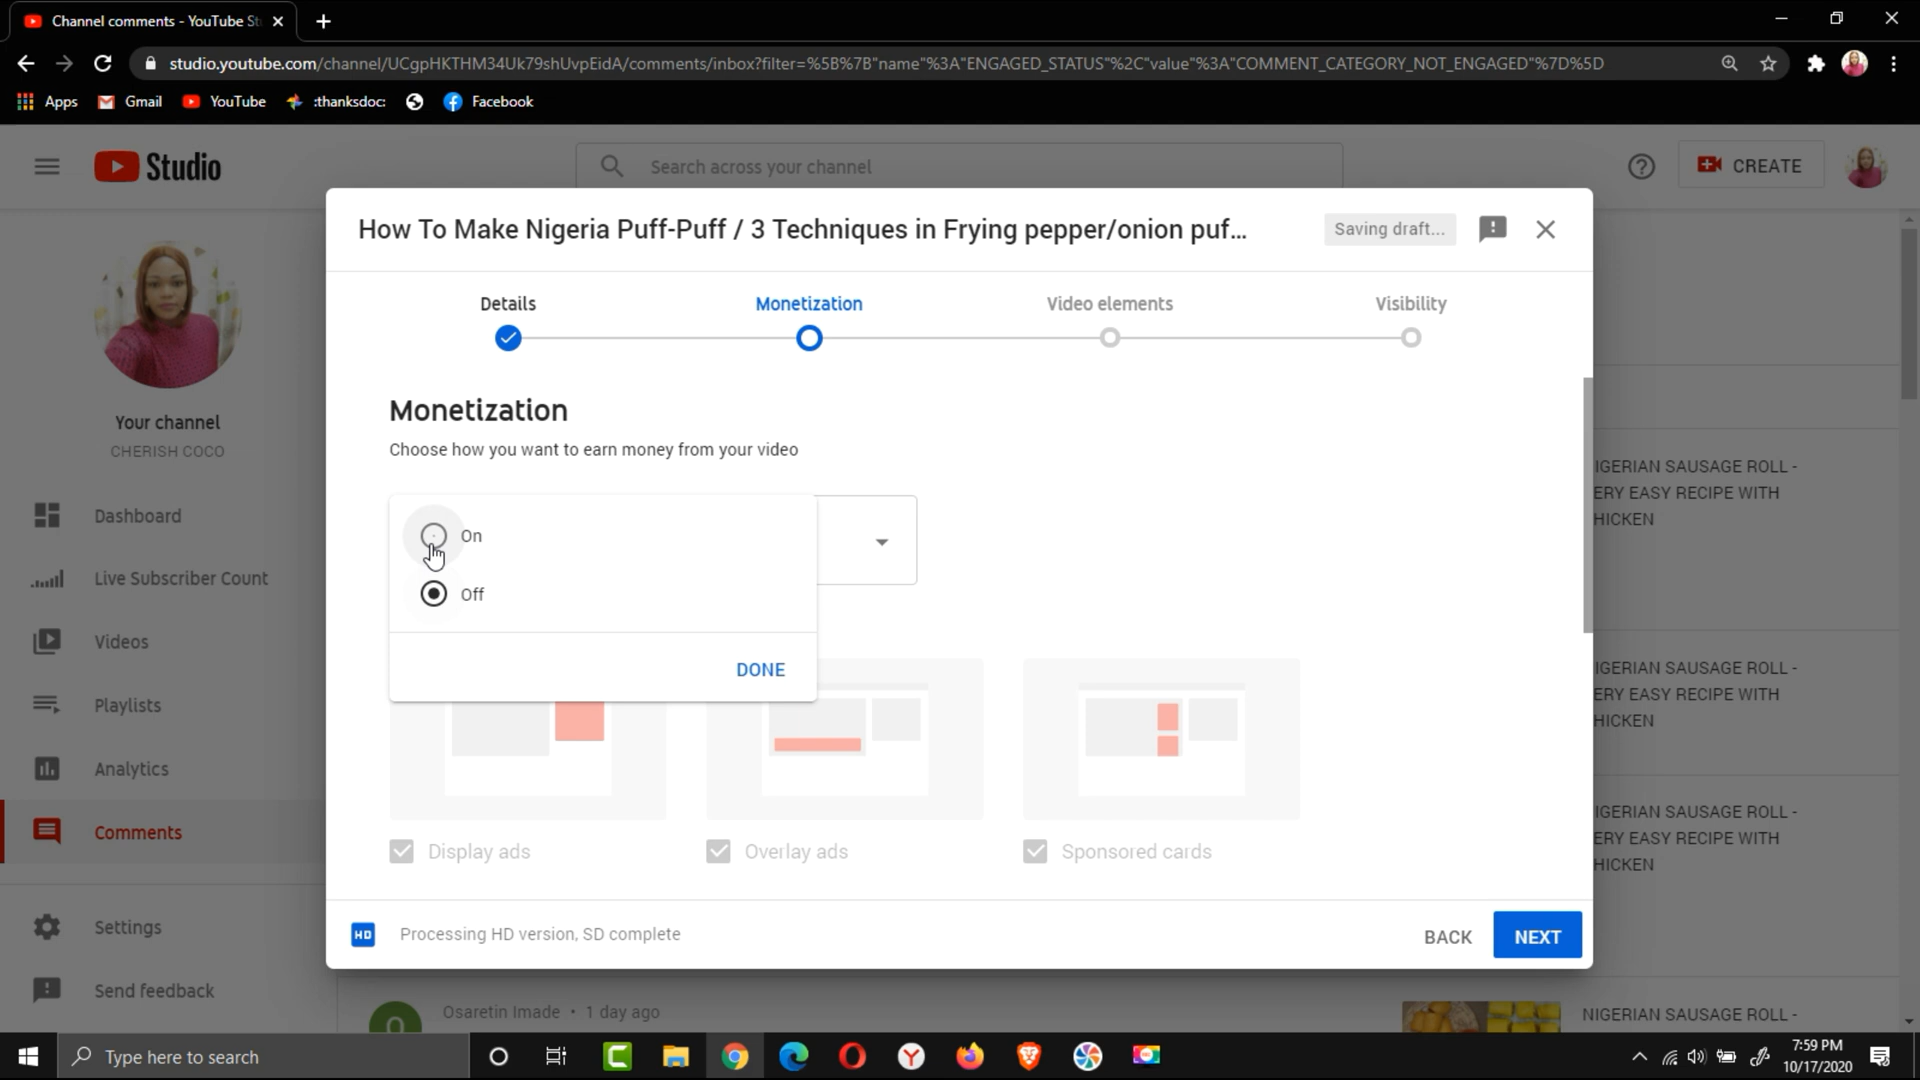 Channel comments - YouTube St
studio.youtube.com/channel/UCgpHKTHM34Uk79shUvpEidA/comments/inbox?filter=%5B%7B"name"%3A"ENGAGED_STATUS"%2C"value"%3A"COMMENT_CATEGORY_NOT_ENGAGED"%7D%5D
Apps Gmail YouTube :thanksdoc: Facebook
Studio
Search across your channel
CREATE
How To Make Nigeria Puff-Puff / 3 Techniques in Frying pepper/onion puf...
Saving draft...
Details Monetization Video elements Visibility
Monetization
Choose how you want to earn money from your video
On
Off
DONE
Display ads Overlay ads Sponsored cards
HD Processing HD version, SD complete
BACK NEXT
Your channel
CHERISH COCO
Dashboard
Live Subscriber Count
Videos
Playlists
Analytics
Comments
Settings
Send feedback
IGERIAN SAUSAGE ROLL -
ERY EASY RECIPE WITH
HICKEN
IGERIAN SAUSAGE ROLL -
ERY EASY RECIPE WITH
HICKEN
IGERIAN SAUSAGE ROLL -
ERY EASY RECIPE WITH
HICKEN
O
Osaretin Imade • 1 day ago
NIGERIAN SAUSAGE ROLL -
Type here to search
7:59 PM
10/17/2020